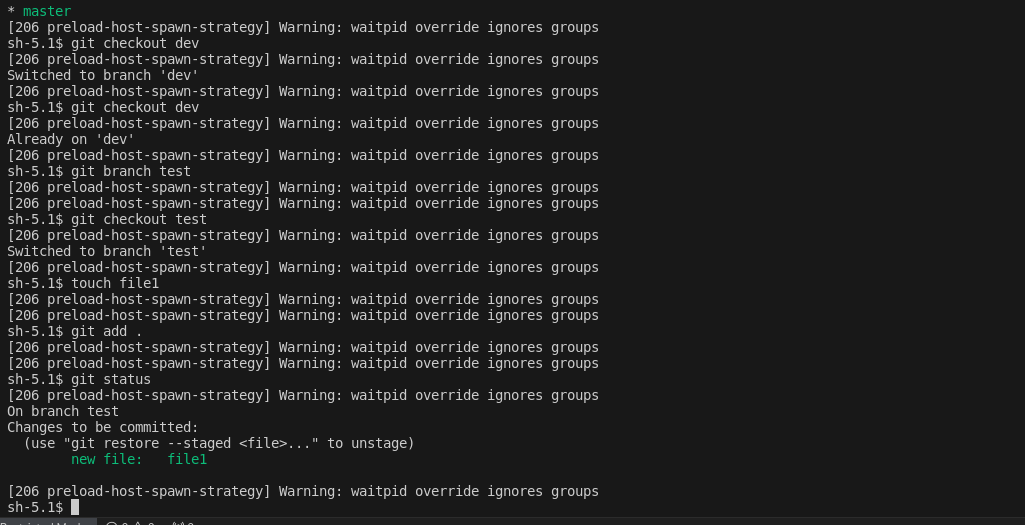 * master
[206 preload-host-spawn-strategy] Warning: waitpid override ignores groups
sh-5.1$ git checkout dev
[206 preload-host-spawn-strategy] Warning: waitpid override ignores groups
Switched to branch 'dev'
[206 preload-host-spawn-strategy] Warning: waitpid override ignores groups
sh-5.1$ git checkout dev
[206 preload-host-spawn-strategy] Warning: waitpid override ignores groups
Already on 'dev'
[206 preload-host-spawn-strategy] Warning: waitpid override ignores groups
sh-5.1$ git branch test
[206 preload-host-spawn-strategy] Warning: waitpid override ignores groups
[206 preload-host-spawn-strategy] Warning: waitpid override ignores groups
sh-5.1$ git checkout test
[206 preload-host-spawn-strategy] Warning: waitpid override ignores groups
Switched to branch 'test'
[206 preload-host-spawn-strategy] Warning: waitpid override ignores groups
sh-5.1$ touch file1
[206 preload-host-spawn-strategy] Warning: waitpid override ignores groups
[206 preload-host-spawn-strategy] Warning: waitpid override ignores groups
sh-5.1$ git add .
[206 preload-host-spawn-strategy] Warning: waitpid override ignores groups
[206 preload-host-spawn-strategy] Warning: waitpid override ignores groups
sh-5.1$ git status
[206 preload-host-spawn-strategy] Warning: waitpid override ignores groups
On branch test
Changes to be committed:
  (use "git restore --staged <file>..." to unstage)
        new file:   file1

[206 preload-host-spawn-strategy] Warning: waitpid override ignores groups
sh-5.1$